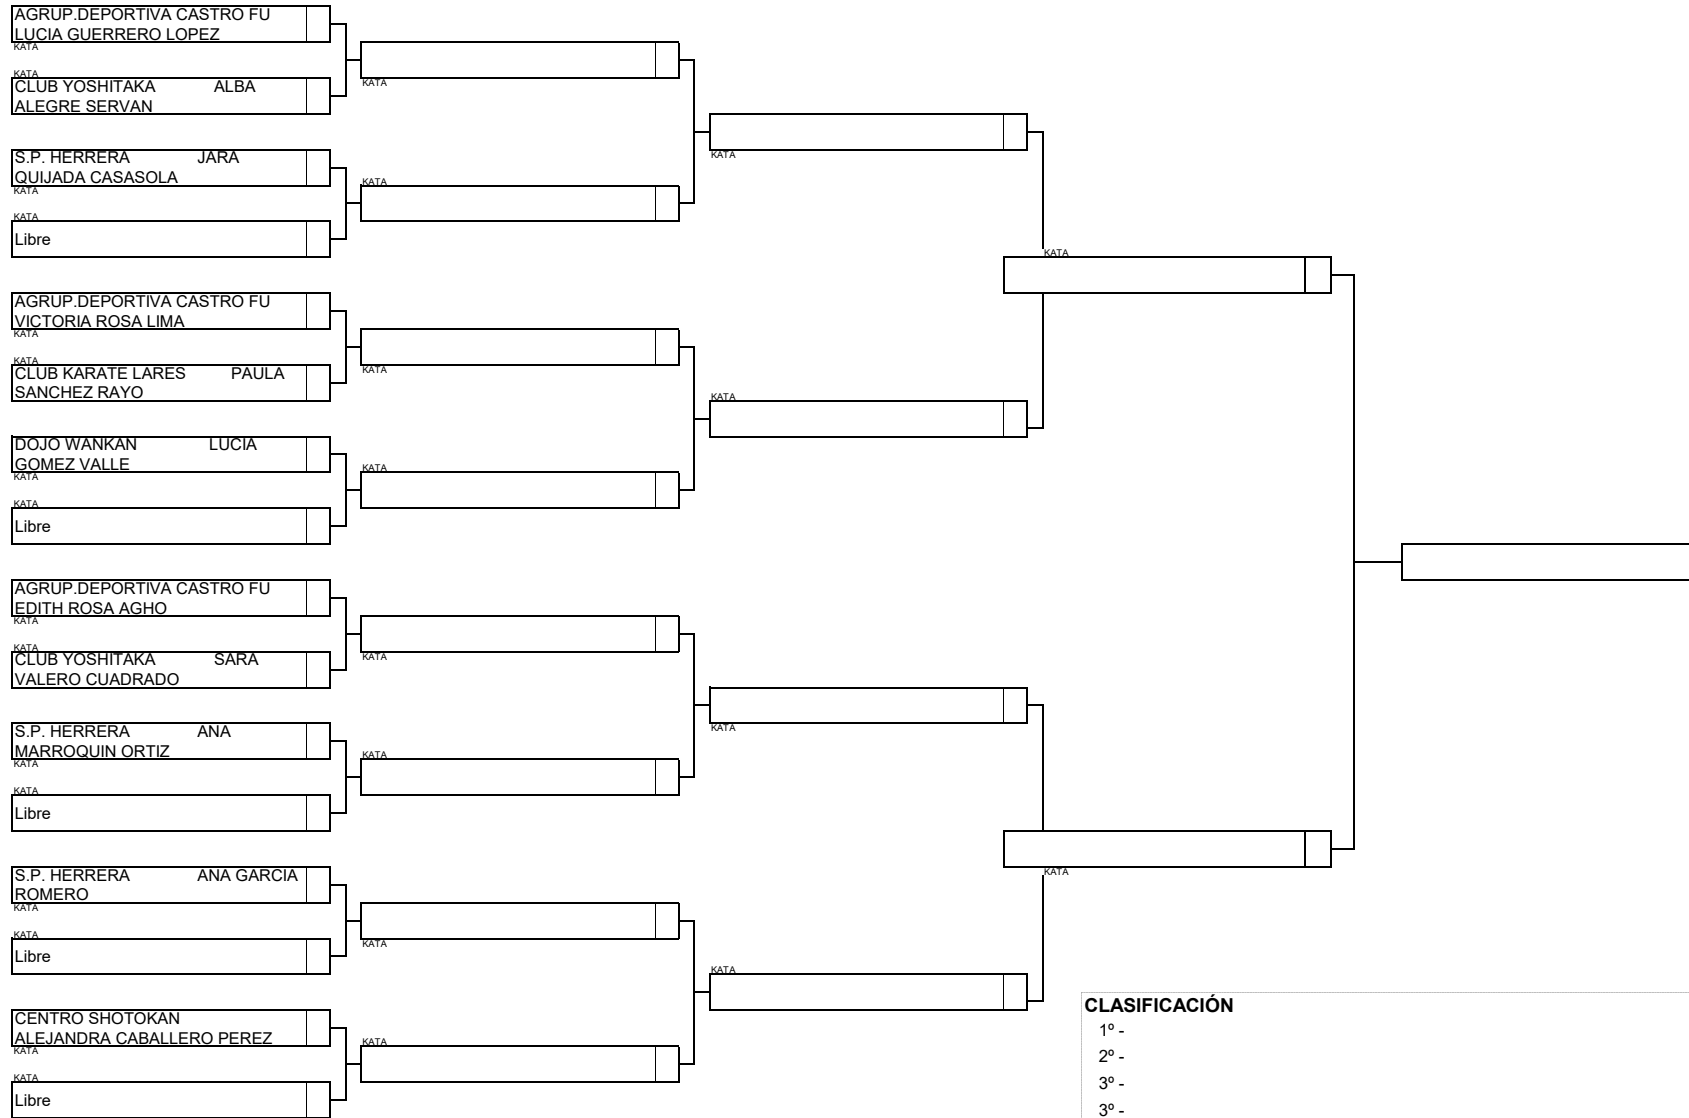 AGRUP.DEPORTIVA CASTRO FU
LUCIA GUERRERO LOPEZ
KATA
KATA
CLUB YOSHITAKA ALBA
ALEGRE SERVAN
KATA
KATA
S.P. HERRERA JARA
QUIJADA CASASOLA
KATA
KATA
KATA
Libre
KATA
AGRUP.DEPORTIVA CASTRO FU
VICTORIA ROSA LIMA
KATA
KATA
CLUB KARATE LARES PAULA
SANCHEZ RAYO
KATA
KATA
DOJO WANKAN LUCIA
GOMEZ VALLE
KATA
KATA
KATA
Libre
AGRUP.DEPORTIVA CASTRO FU
EDITH ROSA AGHO
KATA
KATA
CLUB YOSHITAKA SARA
VALERO CUADRADO
KATA
KATA
S.P. HERRERA ANA
MARROQUIN ORTIZ
KATA
KATA
KATA
Libre
KATA
S.P. HERRERA ANA GARCIA
ROMERO
KATA
KATA
Libre
KATA
KATA
CENTRO SHOTOKAN
ALEJANDRA CABALLERO PEREZ
KATA
KATA
KATA
Libre
CLASIFICACIÓN
1º -
2º -
3º -
3º -